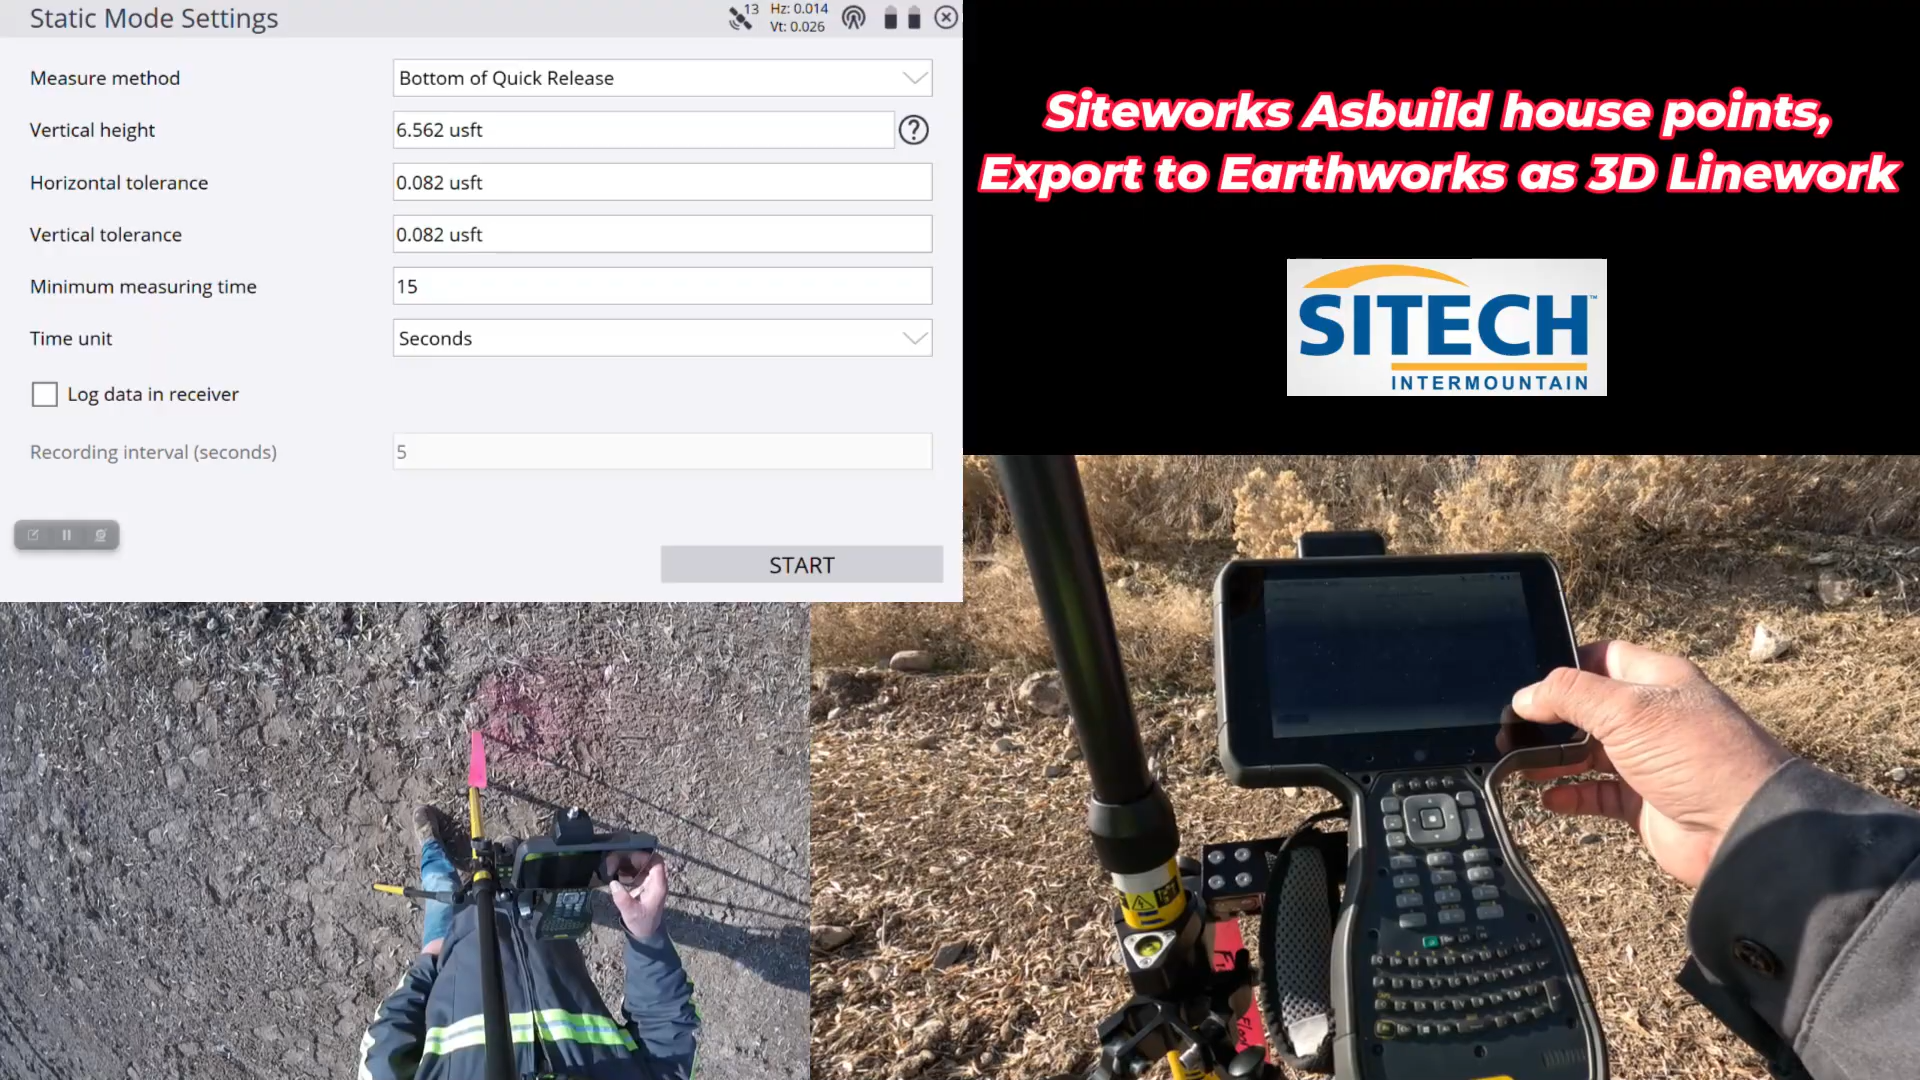 Static Mode Settings
13
Hz: 0.014
Vt: 0.026
Measure method
Bottom of Quick Release
Vertical height
6.562 usft
?
Horizontal tolerance
0.082 usft
Vertical tolerance
0.082 usft
Minimum measuring time
15
Time unit
Seconds
Log data in receiver
Recording interval (seconds)
5
START
Siteworks Asbuild house points,
Export to Earthworks as 3D Linework
SITECH™
INTERMOUNTAIN